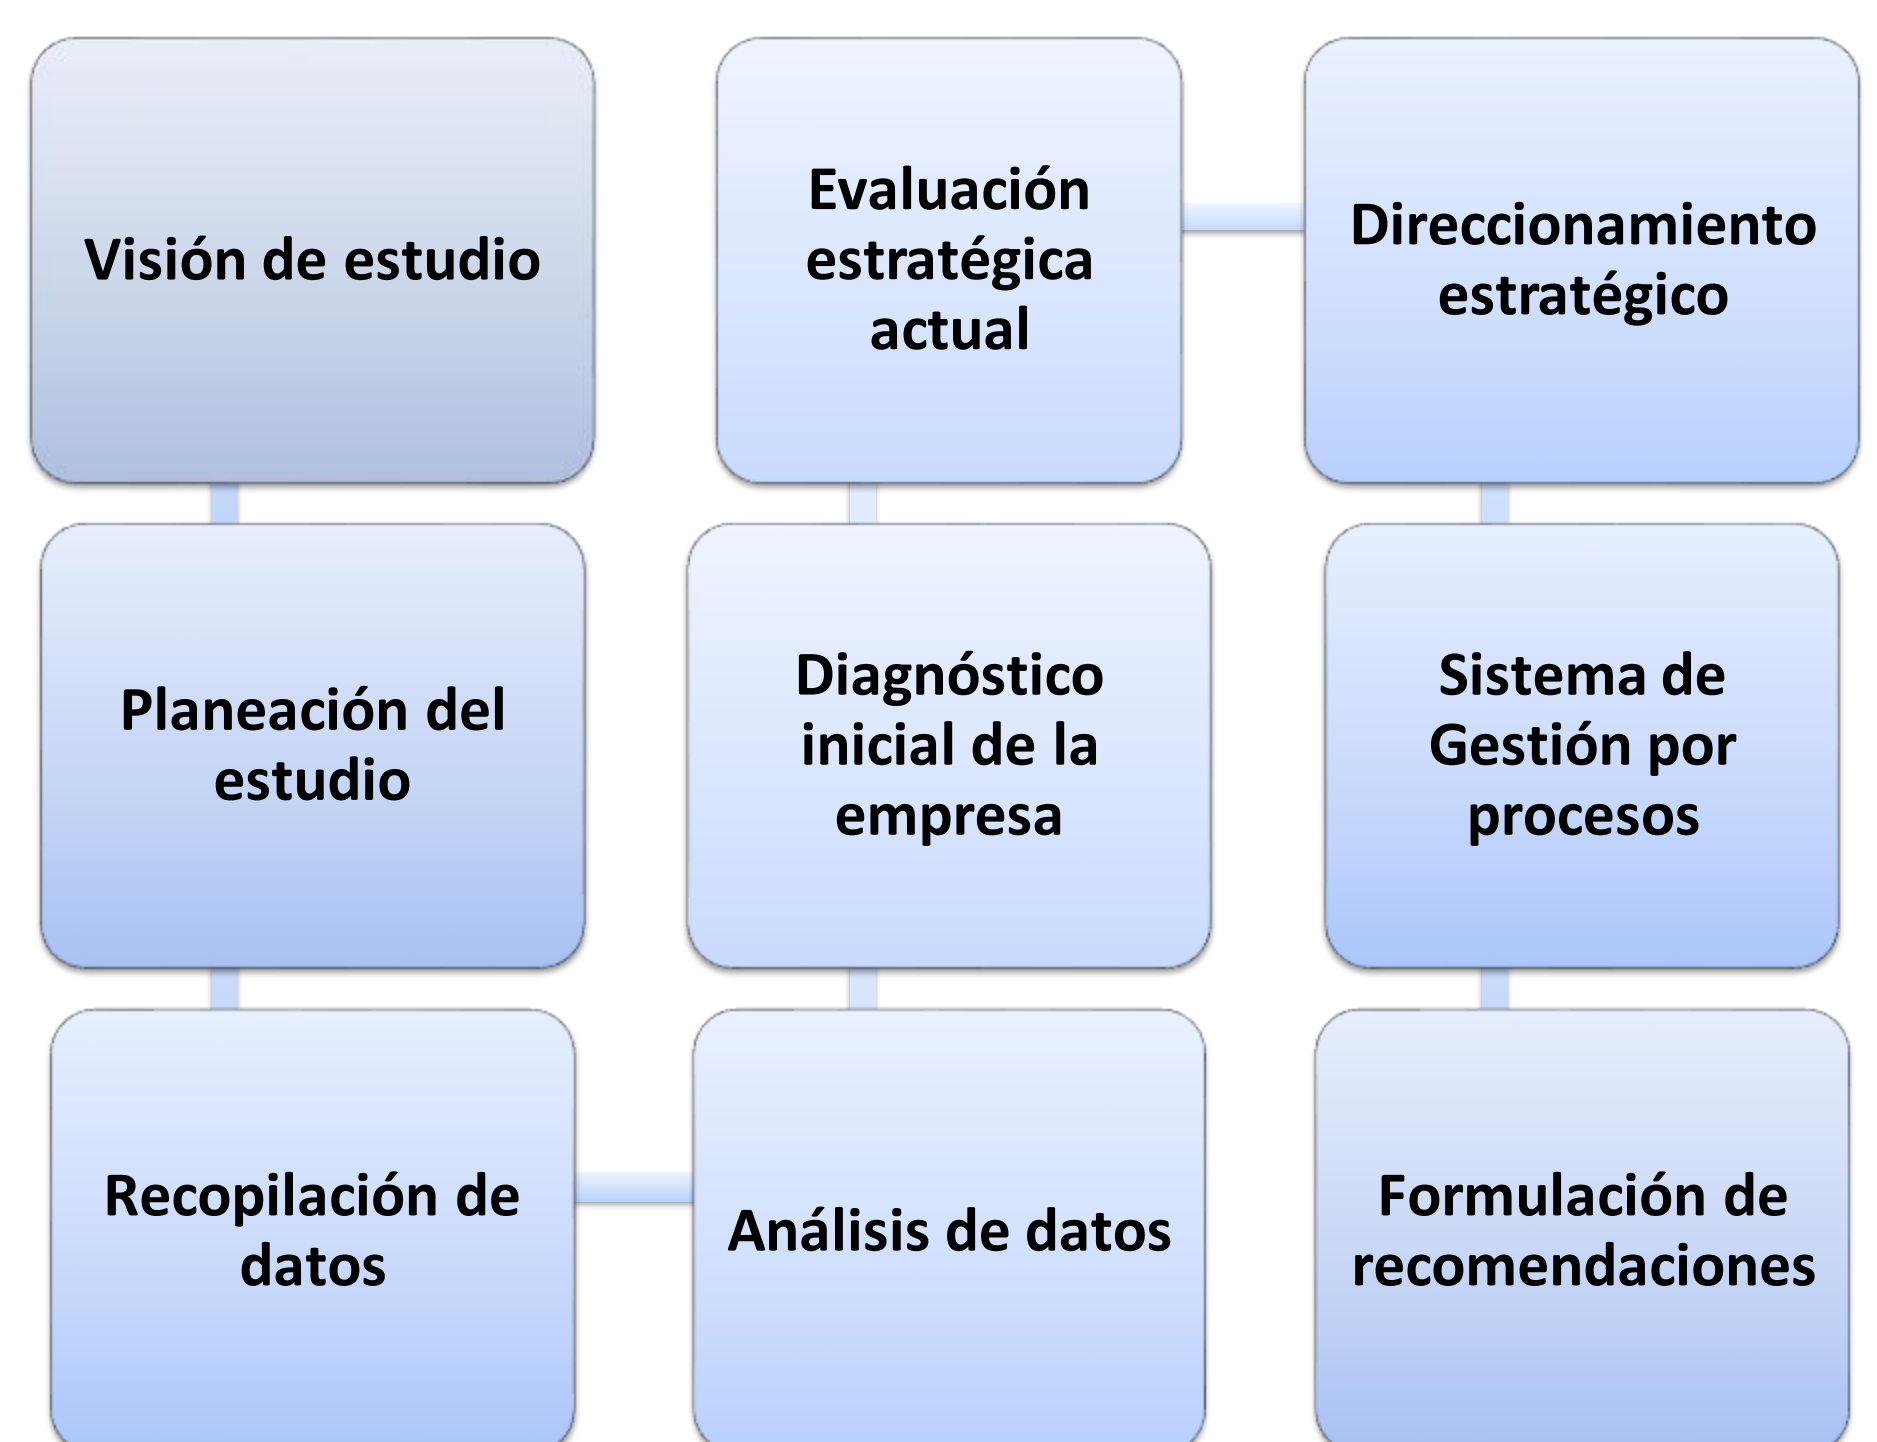 Visión de estudio
Planeación del
estudio
Recopilación de
datos
Análisis de datos
Diagnóstico
inicial de la
empresa
Evaluación
estratégica
actual
Direccionamiento
estratégico
Sistema de
Gestión por
procesos
Formulación de
recomendaciones